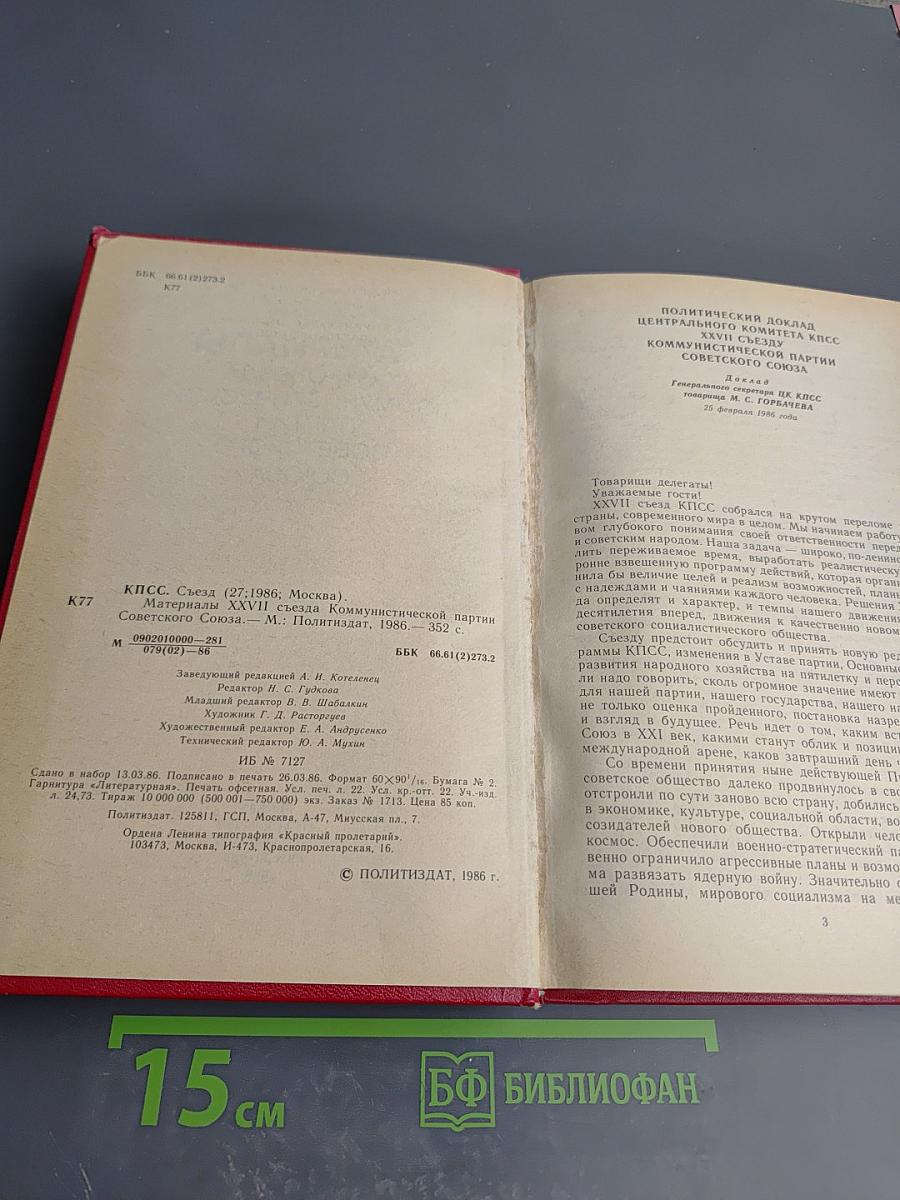 ББК 66.61(2)273.2
К77
КПСС. Съезд (27;1986; Москва).
К77 Материалы XXVII съезда Коммунистической партии
Советского Союза.— М.: Политиздат, 1986.— 352 с.
М 0902010000—281
079(02)—86
ББК 66.61(2)273.2
Заведующий редакцией А. И. Котеленец
Редактор Н. С. Гудкова
Младший редактор В. В. Шабалкин
Художник Г. Д. Расторгуев
Художественный редактор Е. А. Андрусенко
Технический редактор Ю. А. Мухин
ИБ № 7127
Сдано в набор 13.03.86. Подписано в печать 26.03.86. Формат 60×90¹/₁₆. Бумага № 2.
Гарнитура «Литературная». Печать офсетная. Усл. печ. л. 22. Усл. кр.-отт. 22. Уч.-изд.
л. 24,73. Тираж 10 000 000 (500 001—750 000) экз. Заказ № 1713. Цена 85 коп.
Политиздат. 125811, ГСП, Москва, А-47, Миусская пл., 7.
Ордена Ленина типография «Красный пролетарий».
103473, Москва, И-473, Краснопролетарская, 16.
© ПОЛИТИЗДАТ, 1986 г.
ПОЛИТИЧЕСКИЙ ДОКЛАД
ЦЕНТРАЛЬНОГО КОМИТЕТА КПСС
XXVII СЪЕЗДУ
КОММУНИСТИЧЕСКОЙ ПАРТИИ
СОВЕТСКОГО СОЮЗА
Доклад
Генерального секретаря ЦК КПСС
товарища М. С. ГОРБАЧЕВА
25 февраля 1986 года
Товарищи делегаты!
Уважаемые гости!
XXVII съезд КПСС собрался на крутом переломе
страны, современного мира в целом. Мы начинаем работу
вом глубокого понимания своей ответственности перед
и советским народом. Наша задача — широко, по-ленинс
лить переживаемое время, выработать реалистическу
ронне взвешенную программу действий, которая орган
нила бы величие целей и реализм возможностей, план
с надеждами и чаяниями каждого человека. Решения
да определят и характер, и темпы нашего движения
десятилетия вперед, движения к качественно новом
советского социалистического общества.
Съезду предстоит обсудить и принять новую ред
раммы КПСС, изменения в Уставе партии, Основные
развития народного хозяйства на пятилетку и пер
ли надо говорить, сколь огромное значение имеют
для нашей партии, нашего государства, нашего на
не только оценка пройденного, постановка назре
и взгляд в будущее. Речь идет о том, каким вст
Союз в XXI век, какими станут облик и позици
международной арене, каков завтрашний день ч
Со времени принятия ныне действующей П
советское общество далеко продвинулось в сво
отстроили по сути заново всю страну, добились
в экономике, культуре, социальной области, во
созидателей нового общества. Открыли чело
космос. Обеспечили военно-стратегический па
венно ограничило агрессивные планы и возмо
ма развязать ядерную войну. Значительно
шей Родины, мирового социализма на ме
3
15 см
БФ БИБЛИОФАН